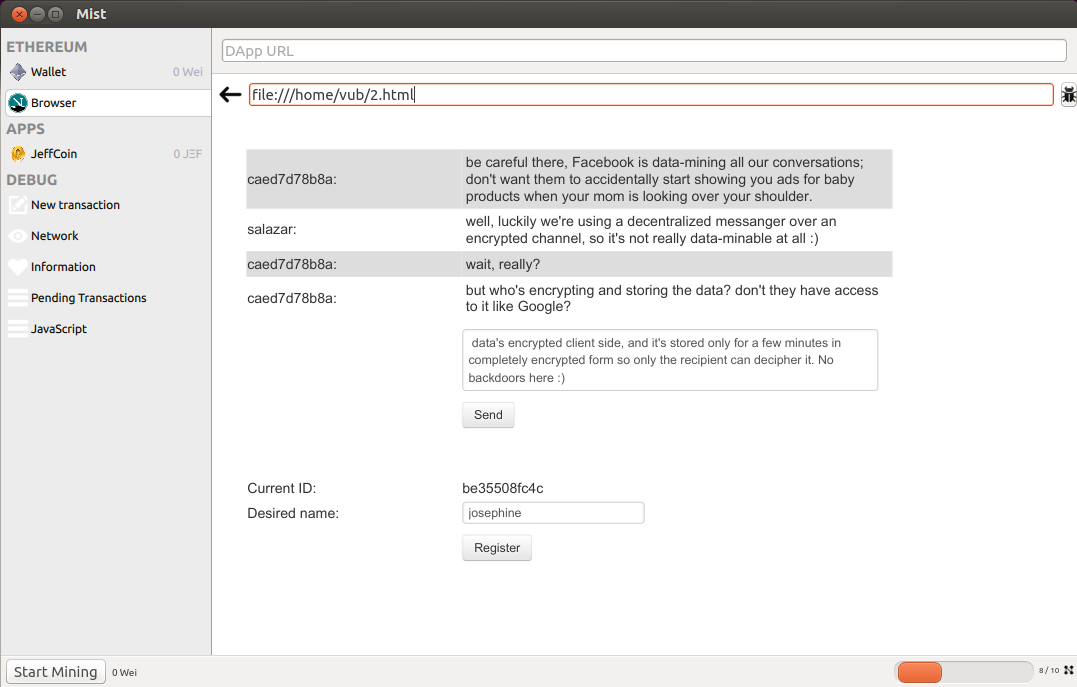 Mist
ETHEREUM
Wallet 0 Wei
Browser
APPS
JeffCoin 0 JΞF
DEBUG
New transaction
Network
Information
Pending Transactions
JavaScript
DApp URL
file:///home/vub/2.html
caed7d78b8a:
be careful there, Facebook is data-mining all our conversations;
don't want them to accidentally start showing you ads for baby
products when your mom is looking over your shoulder.
salazar:
well, luckily we're using a decentralized messanger over an
encrypted channel, so it's not really data-minable at all :)
caed7d78b8a:
wait, really?
caed7d78b8a:
but who's encrypting and storing the data? don't they have access
to it like Google?
data's encrypted client side, and it's stored only for a few minutes in
completely encrypted form so only the recipient can decipher it. No
backdoors here :)
Send
Current ID: be35508fc4c
Desired name: josephine
Register
Start Mining 0 Wei
8 / 10